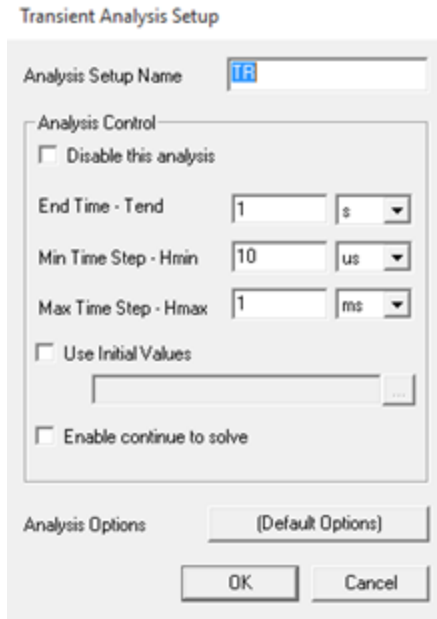 Transient Analysis Setup
Analysis Setup Name TR
Analysis Control
Disable this analysis
End Time - Tend 1 s
Min Time Step - Hmin 10 us
Max Time Step - Hmax 1 ms
Use Initial Values
...
Enable continue to solve
Analysis Options (Default Options)
OK Cancel